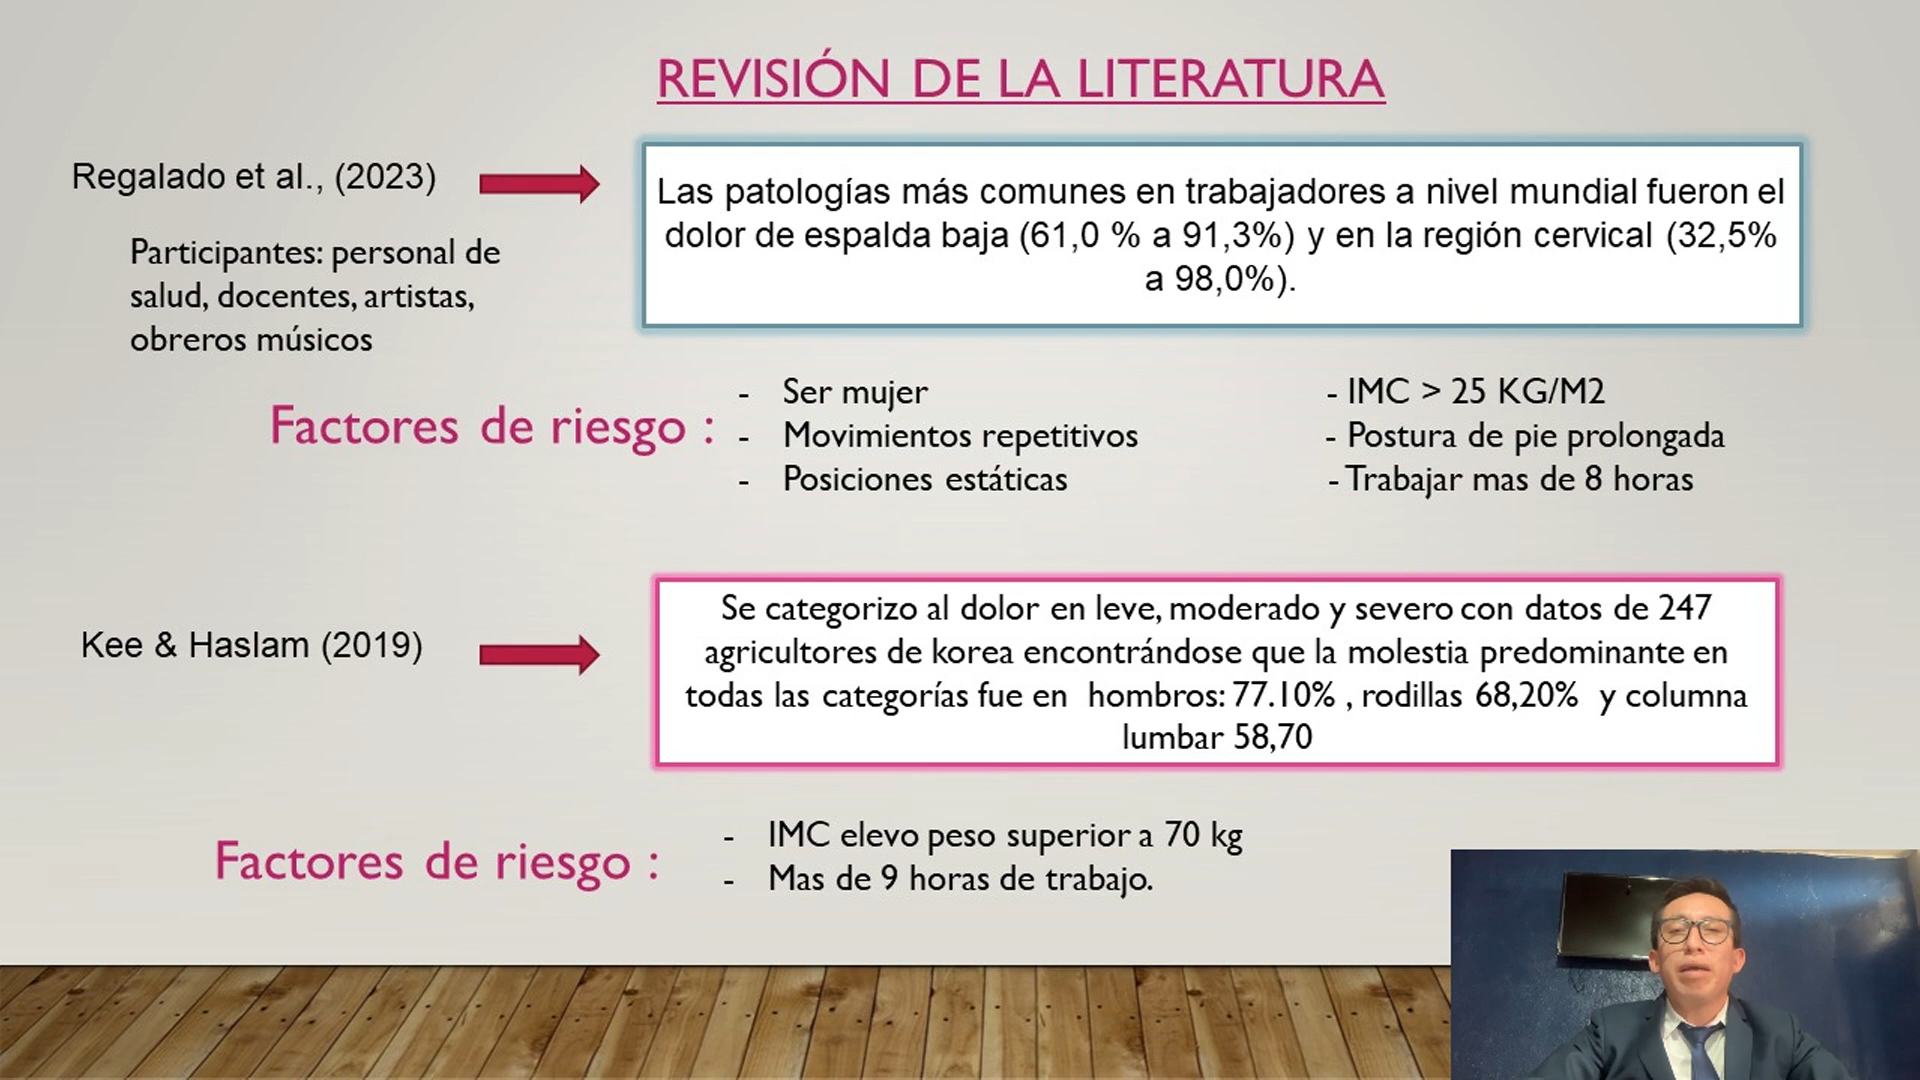 REVISIÓN DE LA LITERATURA
Regalado et al., (2023)
Participantes: personal de
salud, docentes, artistas,
obreros músicos
Las patologías más comunes en trabajadores a nivel mundial fueron el
dolor de espalda baja (61,0 % a 91,3%) y en la región cervical (32,5%
a 98,0%).
Factores de riesgo :
- Ser mujer
- Movimientos repetitivos
- Posiciones estáticas
- IMC > 25 KG/M2
- Postura de pie prolongada
- Trabajar mas de 8 horas
Kee & Haslam (2019)
Se categorizo al dolor en leve, moderado y severo con datos de 247
agricultores de korea encontrándose que la molestia predominante en
todas las categorías fue en hombros: 77.10% , rodillas 68,20% y columna
lumbar 58,70
Factores de riesgo :
- IMC elevo peso superior a 70 kg
- Mas de 9 horas de trabajo.